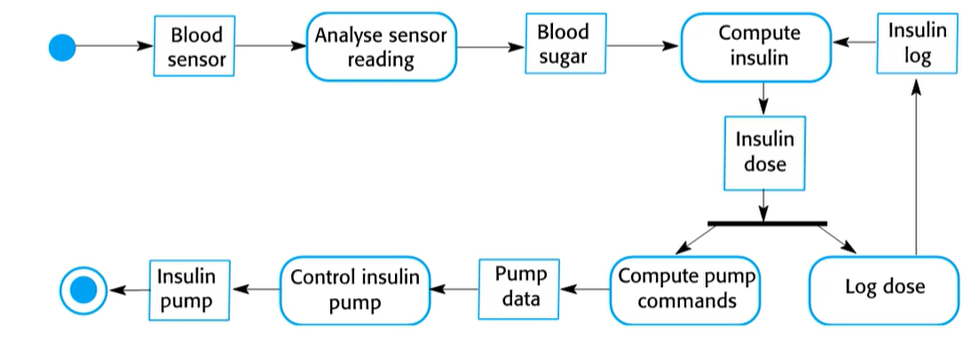 Blood
sensor
Analyse sensor
reading
Blood
sugar
Compute
insulin
Insulin
log
Insulin
dose
Insulin
pump
Control insulin
pump
Pump
data
Compute pump
commands
Log dose